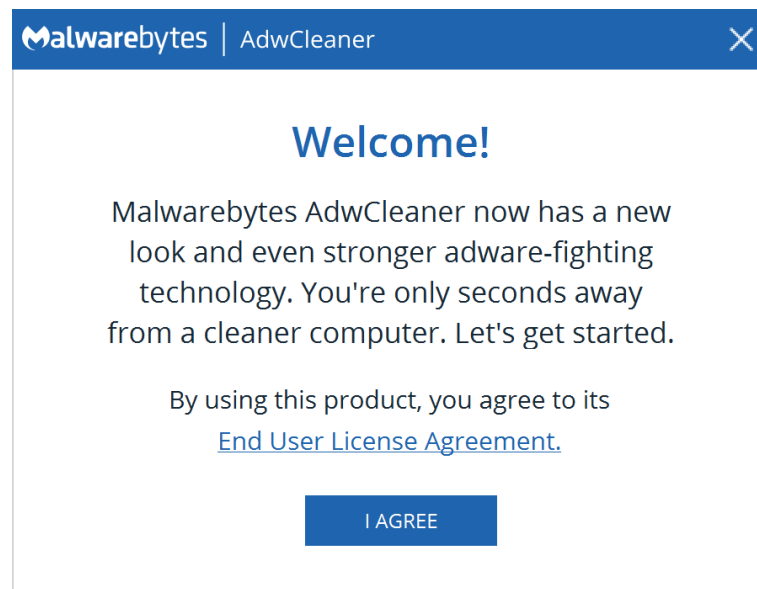 Malwarebytes | AdwCleaner
Welcome!
Malwarebytes AdwCleaner now has a new
look and even stronger adware-fighting
technology. You're only seconds away
from a cleaner computer. Let's get started.
By using this product, you agree to its
End User License Agreement.
I AGREE